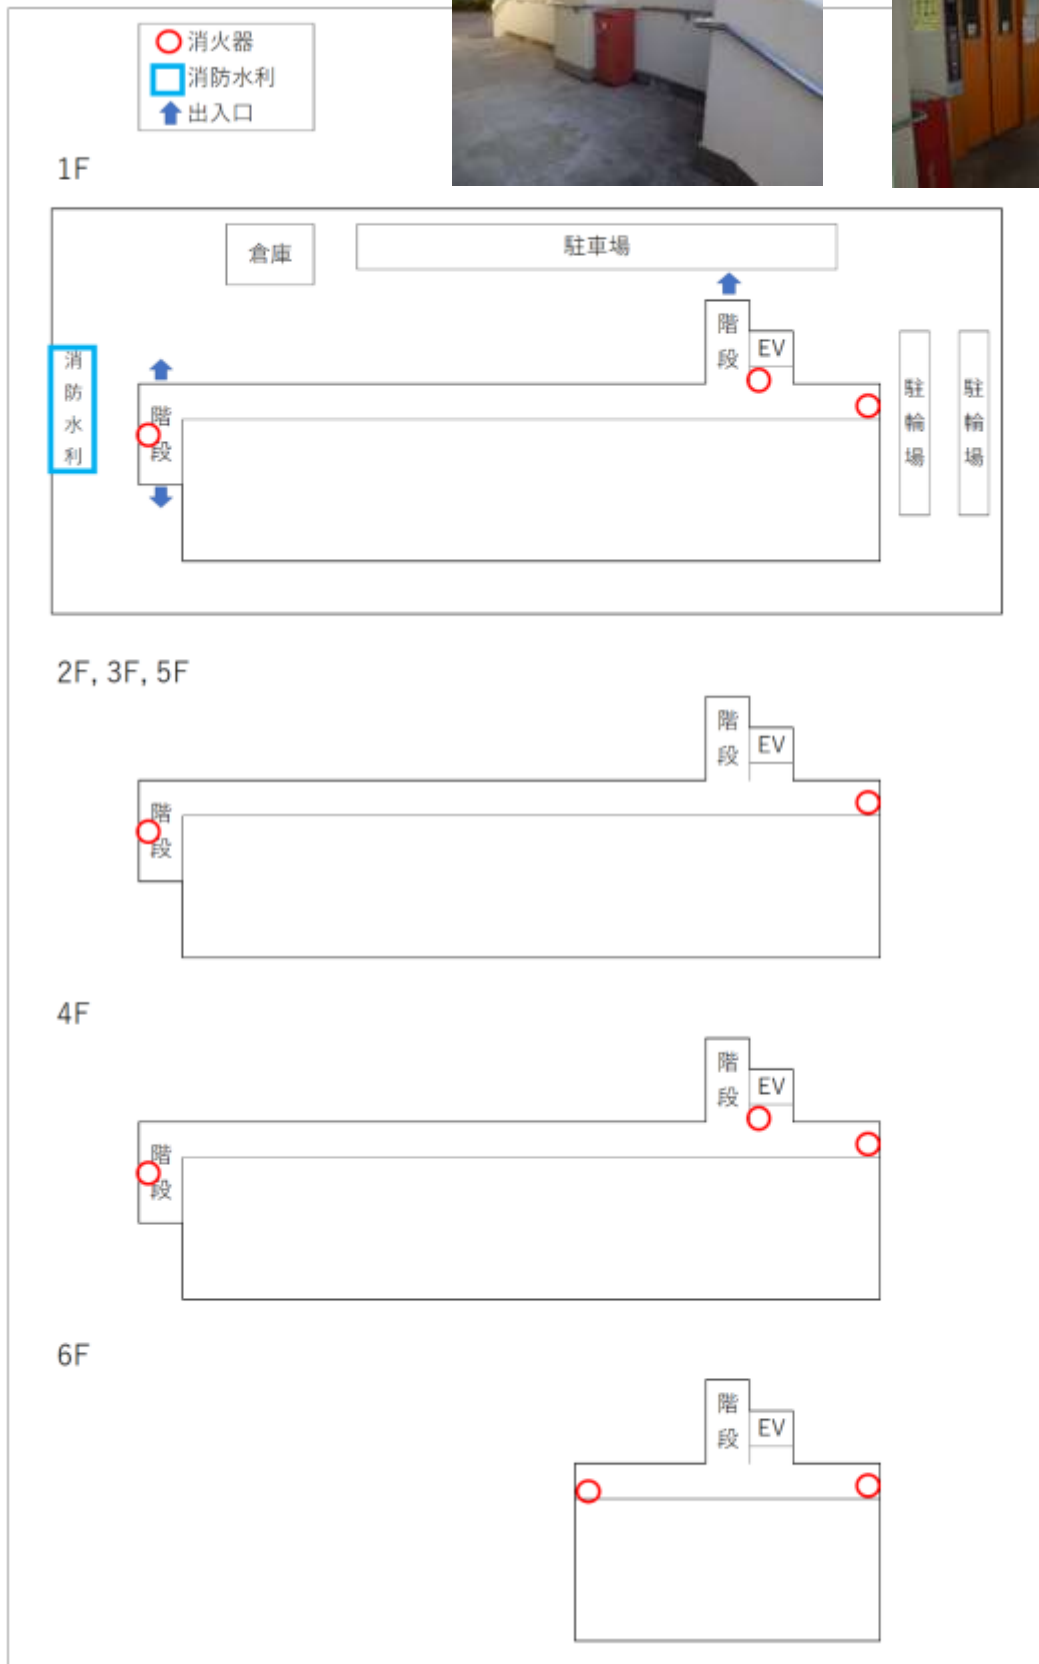 消火器
消防水利
出入口
1F
倉庫
駐車場
階段
EV
消防水利
階段
駐輪場
駐輪場
2F, 3F, 5F
階段
EV
階段
4F
階段
EV
階段
6F
階段
EV